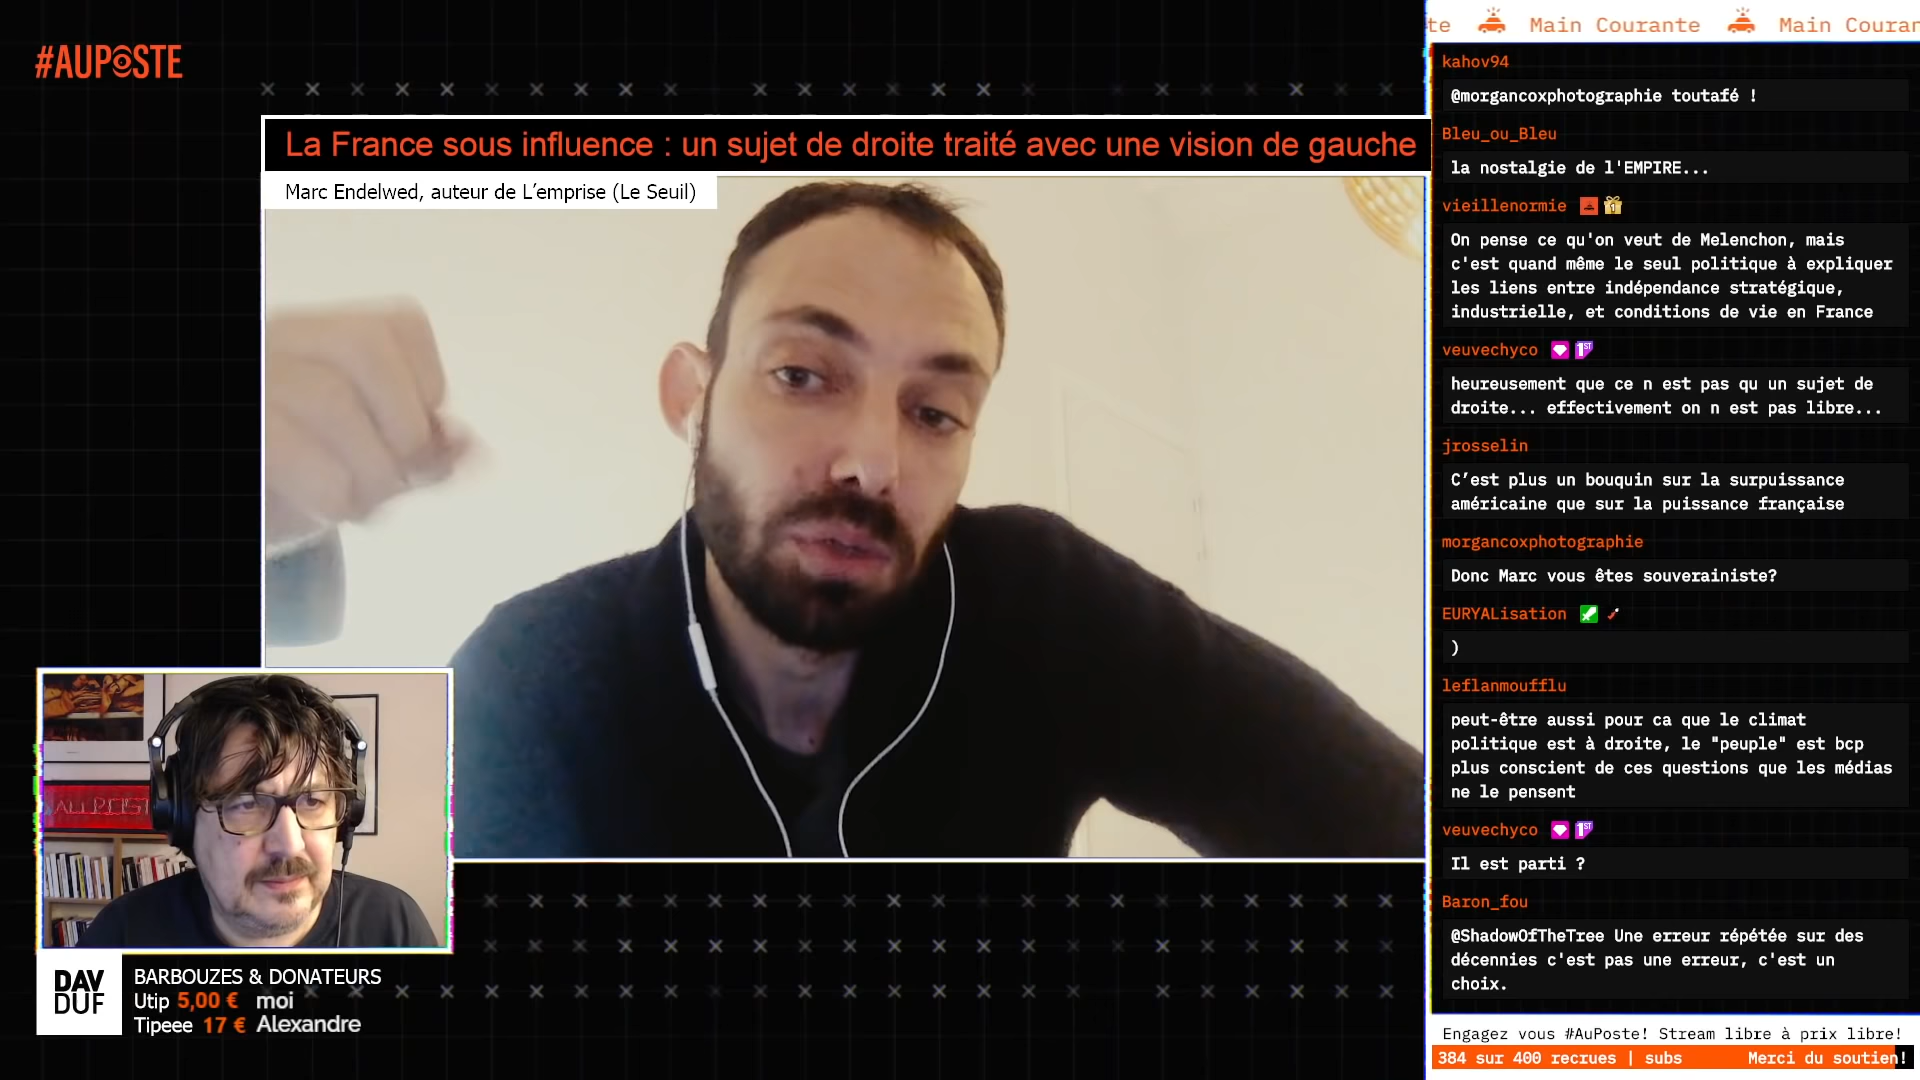 #AUPOSTE
La France sous influence : un sujet de droite traité avec une vision de gauche
Marc Endelwed, auteur de L’emprise (Le Seuil)
AU POSTE
DAV
DUF
BARBOUZES & DONATEURS
Utip 5,00 € moi
Tipeee 17 € Alexandre
te Main Courante Main Couran
kahov94
@morgancoxphotographie toutafé !
Bleu_ou_Bleu
la nostalgie de l'EMPIRE...
vieillenormie
On pense ce qu'on veut de Melenchon, mais
c'est quand même le seul politique à expliquer
les liens entre indépendance stratégique,
industrielle, et conditions de vie en France
veuvechyco 1ST
heureusement que ce n est pas qu un sujet de
droite... effectivement on n est pas libre...
jrosselin
C’est plus un bouquin sur la surpuissance
américaine que sur la puissance française
morgancoxphotographie
Donc Marc vous êtes souverainiste?
EURYALisation
)
leflanmoufflu
peut-être aussi pour ca que le climat
politique est à droite, le "peuple" est bcp
plus conscient de ces questions que les médias
ne le pensent
veuvechyco 1ST
Il est parti ?
Baron_fou
@ShadowOfTheTree Une erreur répétée sur des
décennies c'est pas une erreur, c'est un
choix.
Engagez vous #AuPoste! Stream libre à prix libre!
384 sur 400 recrues | subs Merci du soutien!